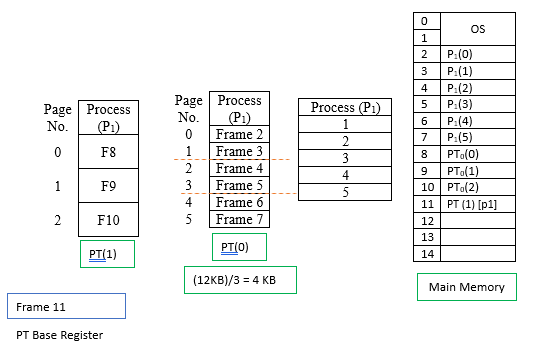 Page No. Process (P₁)
0 F8
1 F9
2 F10
PT(1)
Page No. Process (P₁)
0 Frame 2
1 Frame 3
2 Frame 4
3 Frame 5
4 Frame 6
5 Frame 7
PT(0)
(12KB)/3 = 4 KB
Process (P₁)
1
2
3
4
5
0 OS
1
2 P₁(0)
3 P₁(1)
4 P₁(2)
5 P₁(3)
6 P₁(4)
7 P₁(5)
8 PT₀(0)
9 PT₀(1)
10 PT₀(2)
11 PT (1) [p1]
12
13
14
Main Memory
Frame 11
PT Base Register